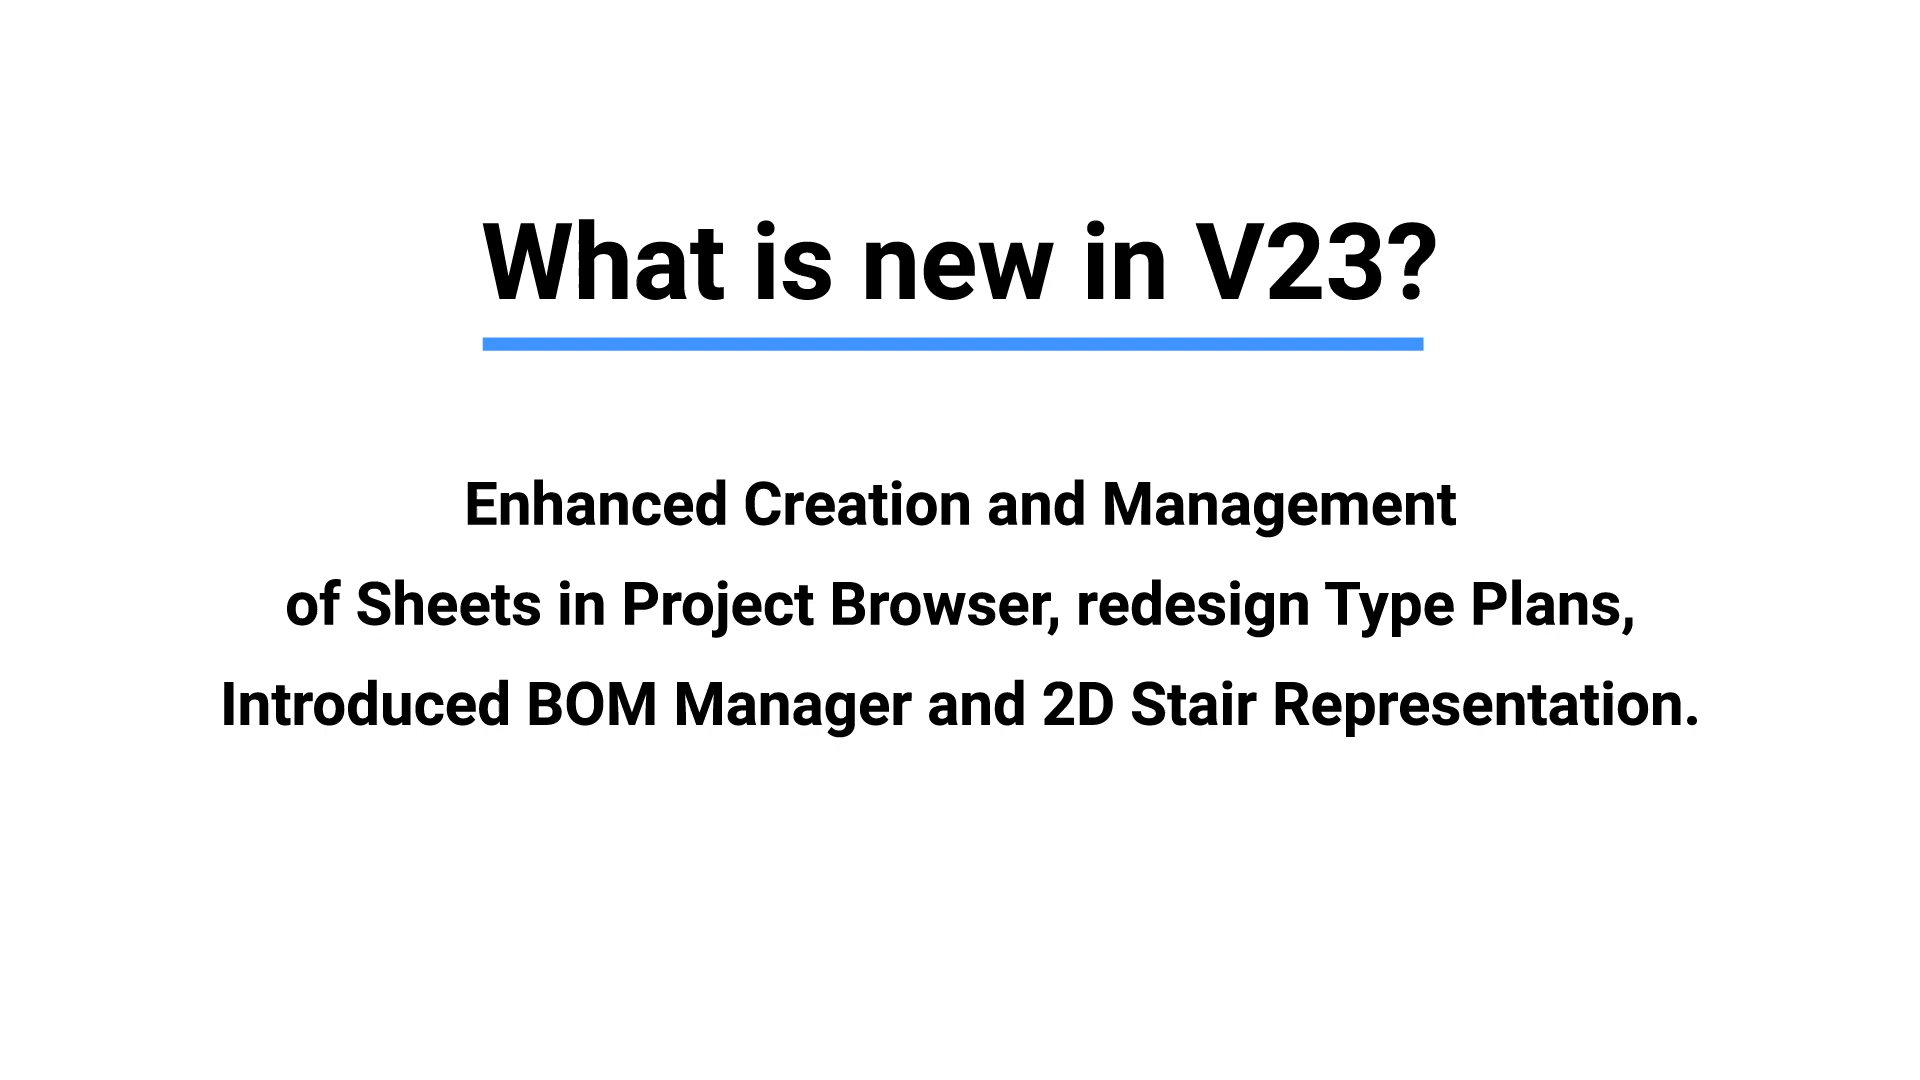 What is new in V23?
Enhanced Creation and Management
of Sheets in Project Browser, redesign Type Plans,
Introduced BOM Manager and 2D Stair Representation.